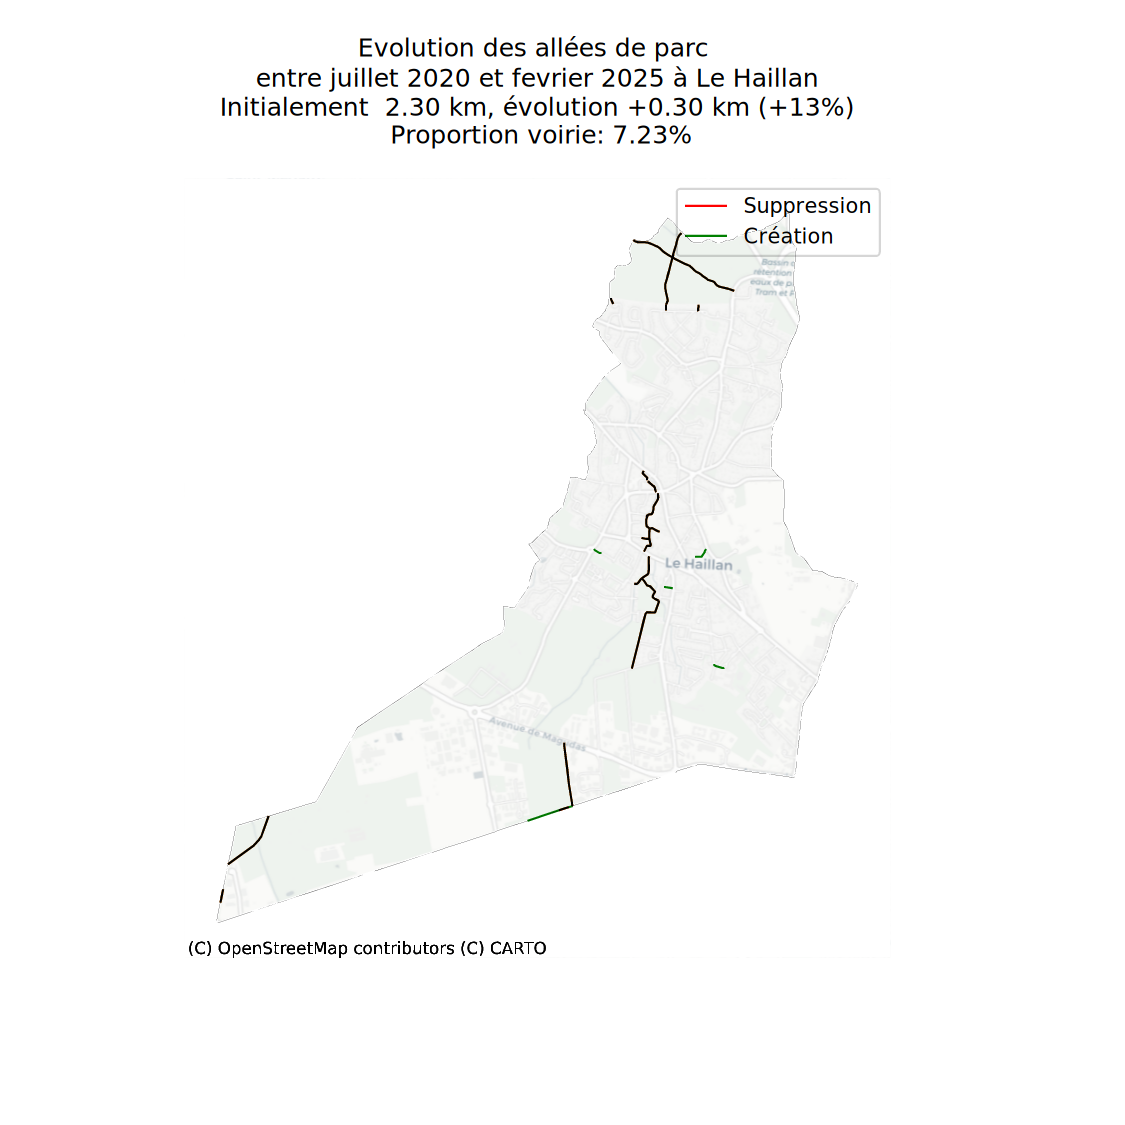 Evolution des allées de parc
entre juillet 2020 et fevrier 2025 à Le Haillan
Initialement  2.30 km, évolution +0.30 km (+13%)
Proportion voirie: 7.23%
Suppression
Création
Bassin
rétention
eaux de
Tram et
Le Haillan
Avenue de
(C) OpenStreetMap contributors (C) CARTO